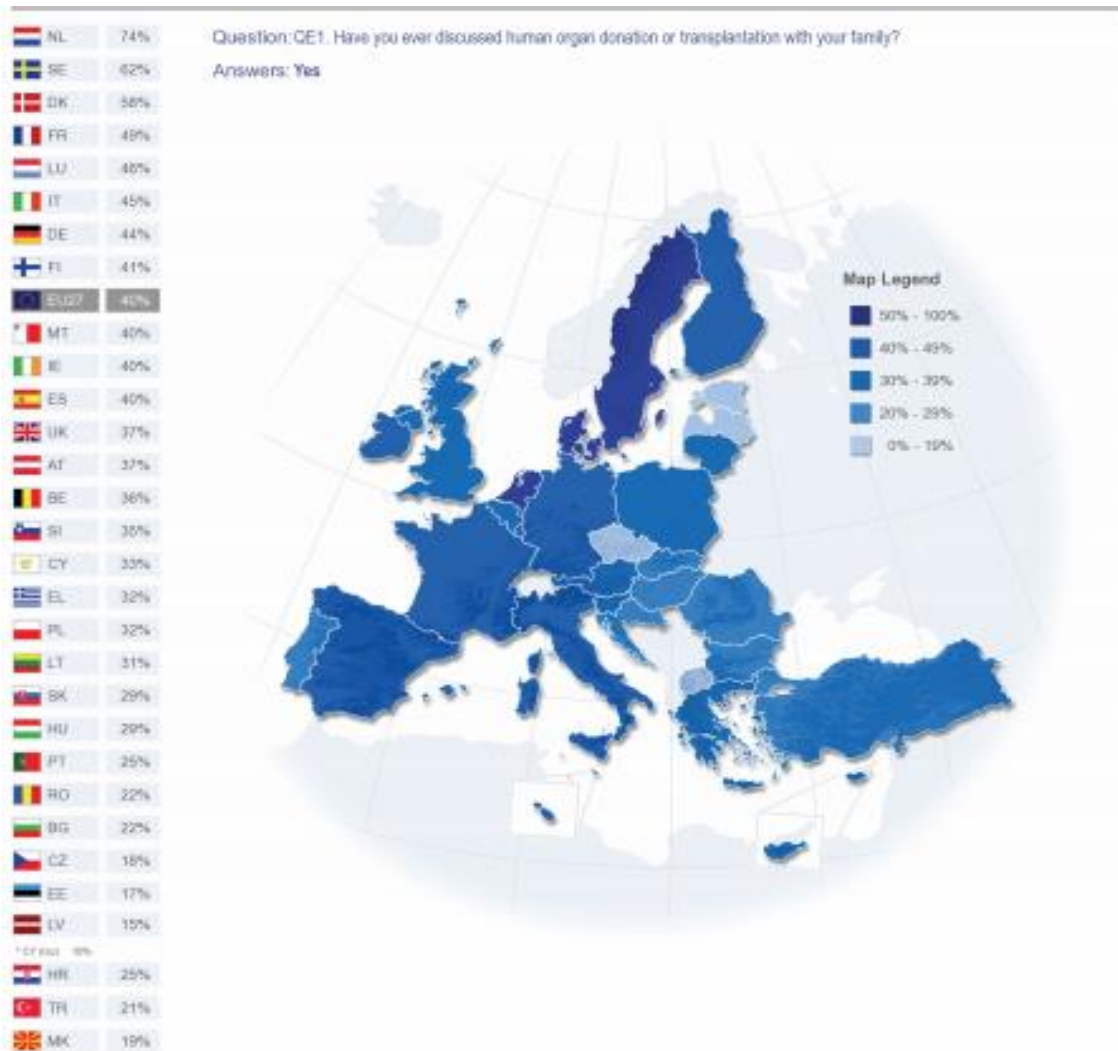 Question: QE1. Have you ever discussed human organ donation or transplantation with your family?
Answers: Yes
NL 74%
SE 62%
DK 58%
FR 49%
LU 46%
IT 45%
DE 44%
FI 41%
EU27 40%
MT 40%
IE 40%
ES 40%
UK 37%
AT 37%
BE 36%
SI 35%
CY 33%
EL 32%
PL 32%
LT 31%
SK 29%
HU 29%
PT 25%
RO 22%
BG 22%
CZ 18%
EE 17%
LV 15%
HR 25%
TR 21%
MK 19%
Map Legend
50% - 100%
40% - 49%
30% - 39%
20% - 29%
0% - 19%